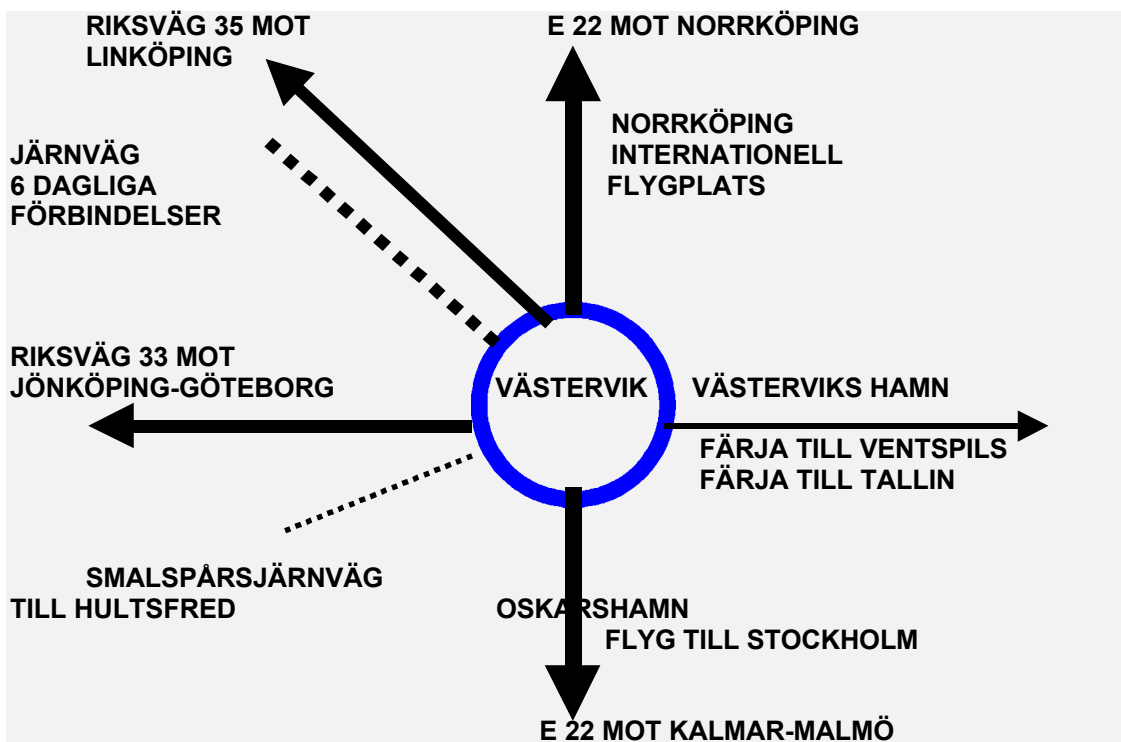 RIKSVÄG 35 MOT
LINKÖPING
E 22 MOT NORRKÖPING
NORRKÖPING
INTERNATIONELL
FLYGPLATS
JÄRNVÄG
6 DAGLIGA
FÖRBINDELSER
RIKSVÄG 33 MOT
JÖNKÖPING-GÖTEBORG
VÄSTERVIK
VÄSTERVIKS HAMN
FÄRJA TILL VENTSPILS
FÄRJA TILL TALLIN
SMALSPÅRSJÄRNVÄG
TILL HULTSFRED
OSKARSHAMN
FLYG TILL STOCKHOLM
E 22 MOT KALMAR-MALMÖ